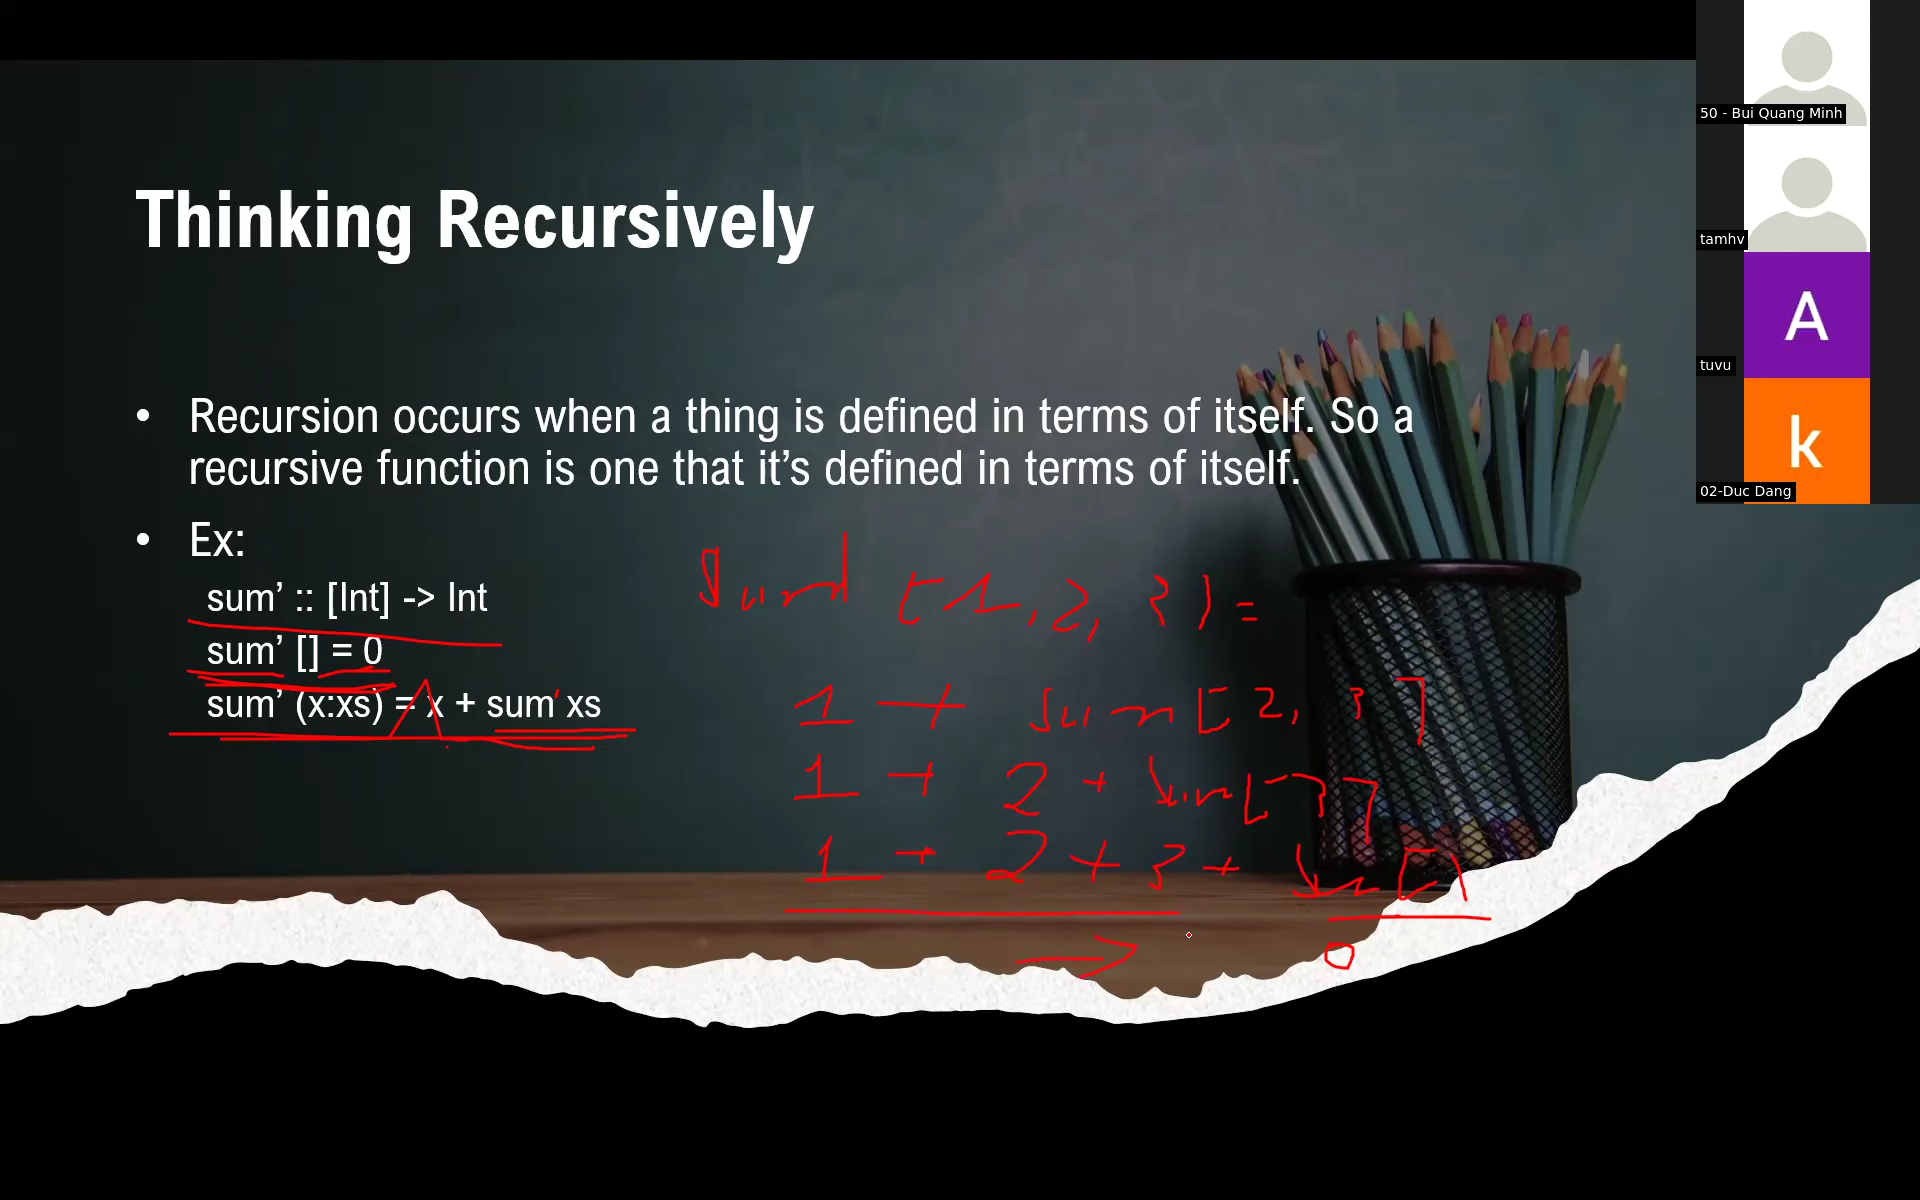 Thinking Recursively
• Recursion occurs when a thing is defined in terms of itself. So a
recursive function is one that it’s defined in terms of itself.
• Ex:
sum’ :: [Int] -> Int
sum’ [] = 0
sum’ (x:xs) = x + sum' xs
sum' [1, 2, 3] =
1 + sum [2, 3]
1 + 2 + sum [3]
1 + 2 + 3 + sum []
0
50 - Bui Quang Minh
tamhv
A
tuvu
k
02-Duc Dang